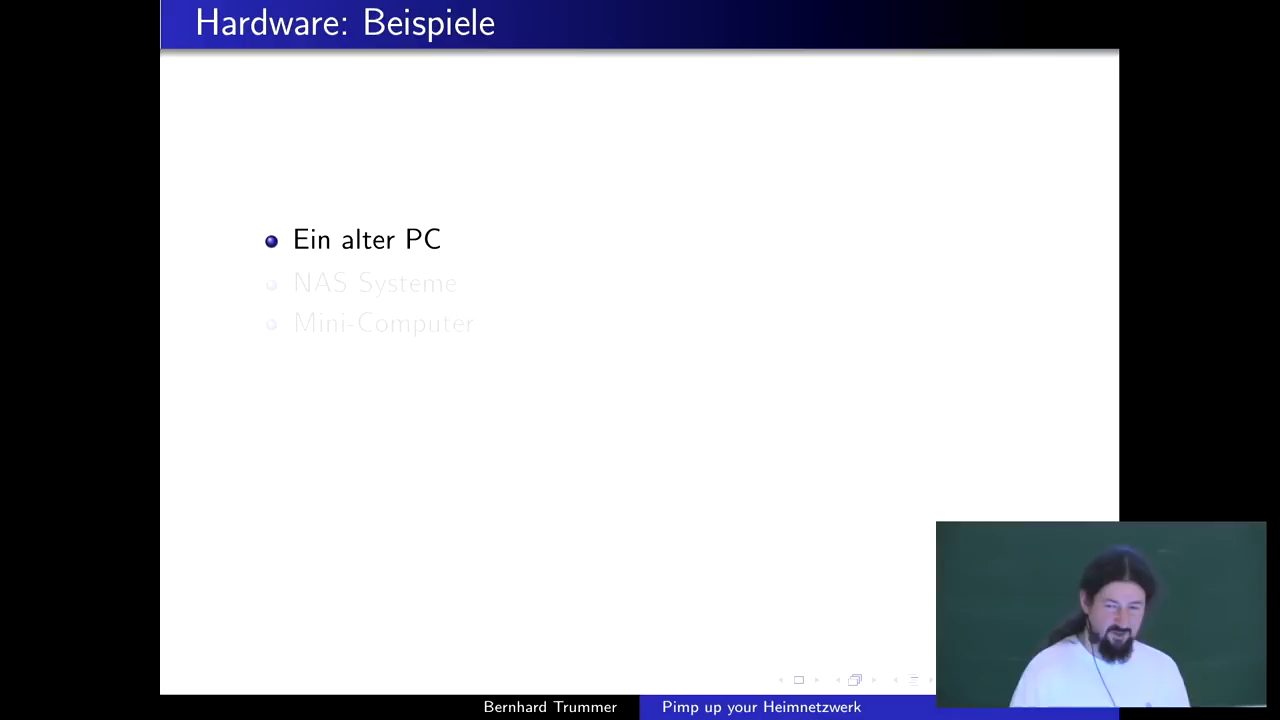 Hardware: Beispiele
Ein alter PC
NAS Systeme
Mini-Computer
Bernhard Trummer
Pimp up your Heimnetzwerk